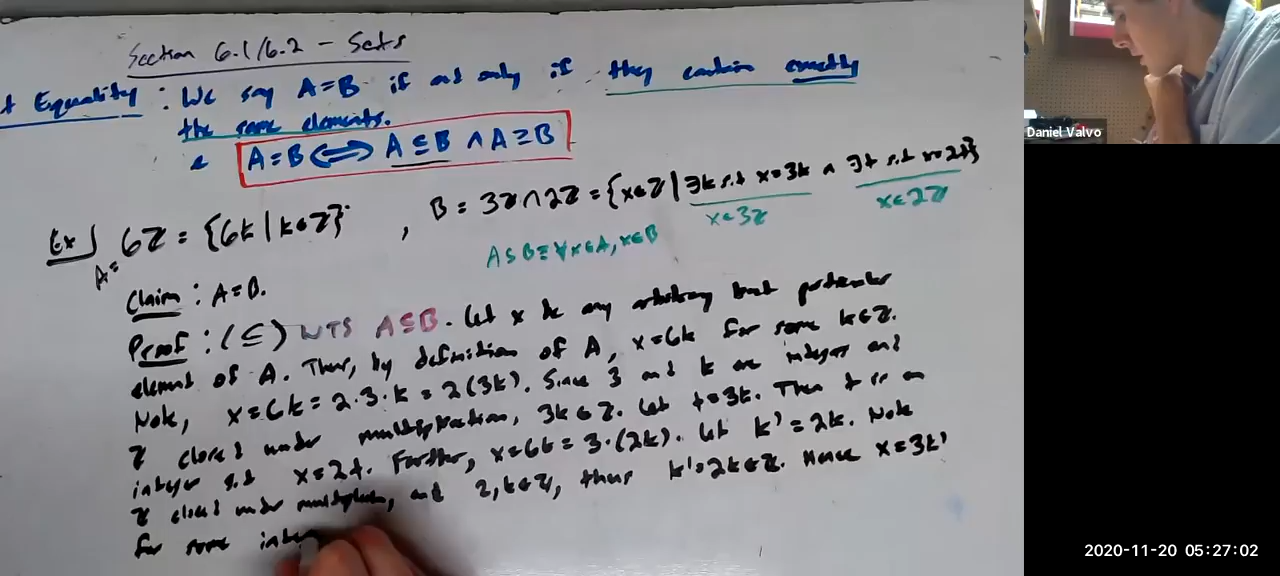 Section 6.1/6.2 - Sets
t Equality : We say A=B if and only if they contain exactly
the same elements.
A=B ⟺ A⊆B ∧ A⊇B
Ex] 6ℤ = {6k | k∈ℤ} , B = 3ℤ∩2ℤ = {x∈ℤ | ∃k s.t x=3k ∧ ∃t s.t x=2t}
A= x∈3ℤ x∈2ℤ
A⊆B ≡ ∀x∈A, x∈B
Claim : A=B.
Proof : (⊆) WTS A⊆B. Let x be any arbitrary but particular
element of A. Then, by definition of A, x=6k for some k∈ℤ.
Note, x=6k = 2·3·k = 2(3k). Since 3 and k are integers and
ℤ closed under multiplication, 3k∈ℤ. Let t=3k. Then t is an
integer s.t x=2t. Further, x=6k=3·(2k). Let k'=2k. Note
ℤ closed under multiplication, and 2,k∈ℤ, thus k'=2k∈ℤ. Hence x=3k'
for some inte
Daniel Valvo
2020-11-20 05:27:02